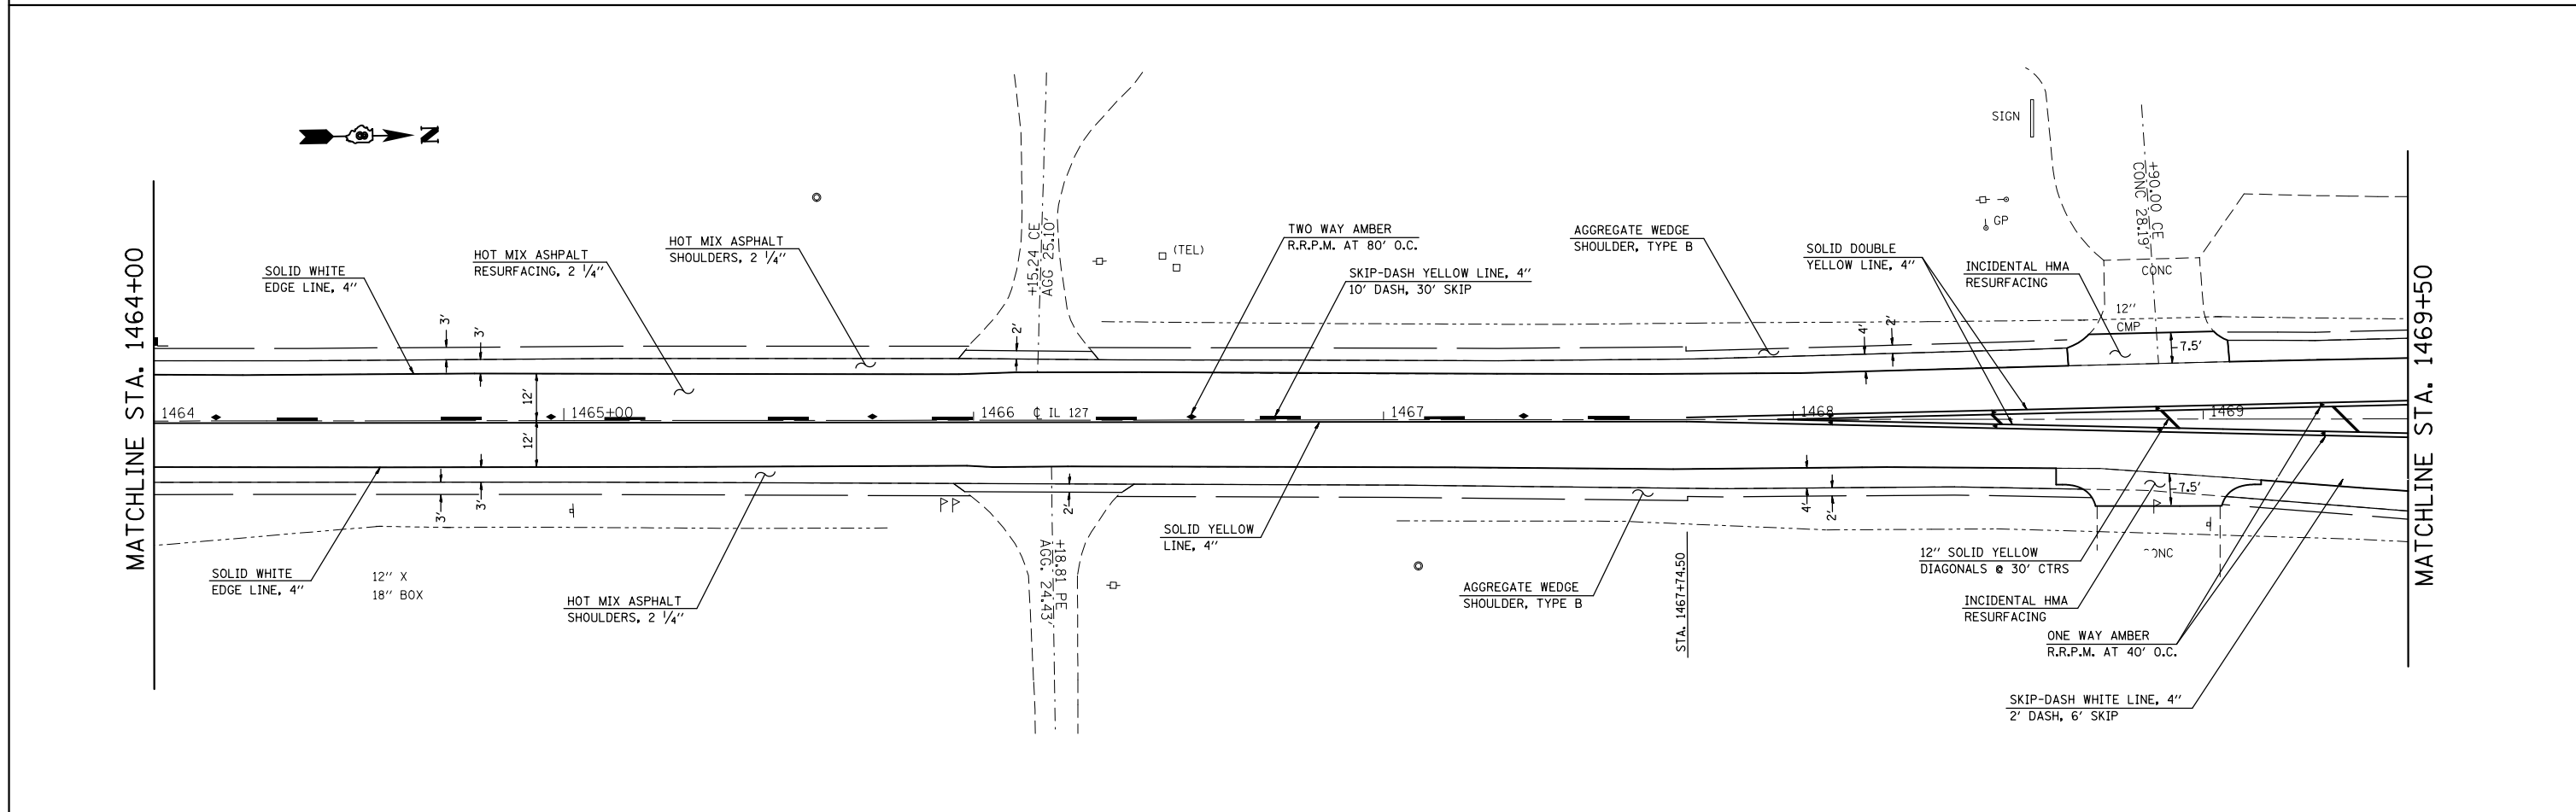 MATCHLINE STA. 1464+00
N
SOLID WHITE
EDGE LINE, 4"
HOT MIX ASHPALT
RESURFACING, 2 1/4"
HOT MIX ASPHALT
SHOULDERS, 2 1/4"
+15.24 CE
AGG 25.10'
(TEL)
TWO WAY AMBER
R.R.P.M. AT 80' O.C.
SKIP-DASH YELLOW LINE, 4"
10' DASH, 30' SKIP
AGGREGATE WEDGE
SHOULDER, TYPE B
SOLID DOUBLE
YELLOW LINE, 4"
INCIDENTAL HMA
RESURFACING
SIGN
GP
+90.00 CE
CONC 28.19'
CONC
12"
CMP
7.5'
3'
3'
2'
4'
2'
12'
12'
1464
1465+00
1466
℄ IL 127
1467
1468
1469
3'
3'
2'
4'
2'
7.5'
SOLID WHITE
EDGE LINE, 4"
12" X
18" BOX
HOT MIX ASPHALT
SHOULDERS, 2 1/4"
+18.81 PE
AGG. 24.43'
SOLID YELLOW
LINE, 4"
AGGREGATE WEDGE
SHOULDER, TYPE B
STA. 1467+74.50
12" SOLID YELLOW
DIAGONALS @ 30' CTRS
INCIDENTAL HMA
RESURFACING
ONE WAY AMBER
R.R.P.M. AT 40' O.C.
SKIP-DASH WHITE LINE, 4"
2' DASH, 6' SKIP
MATCHLINE STA. 1469+50